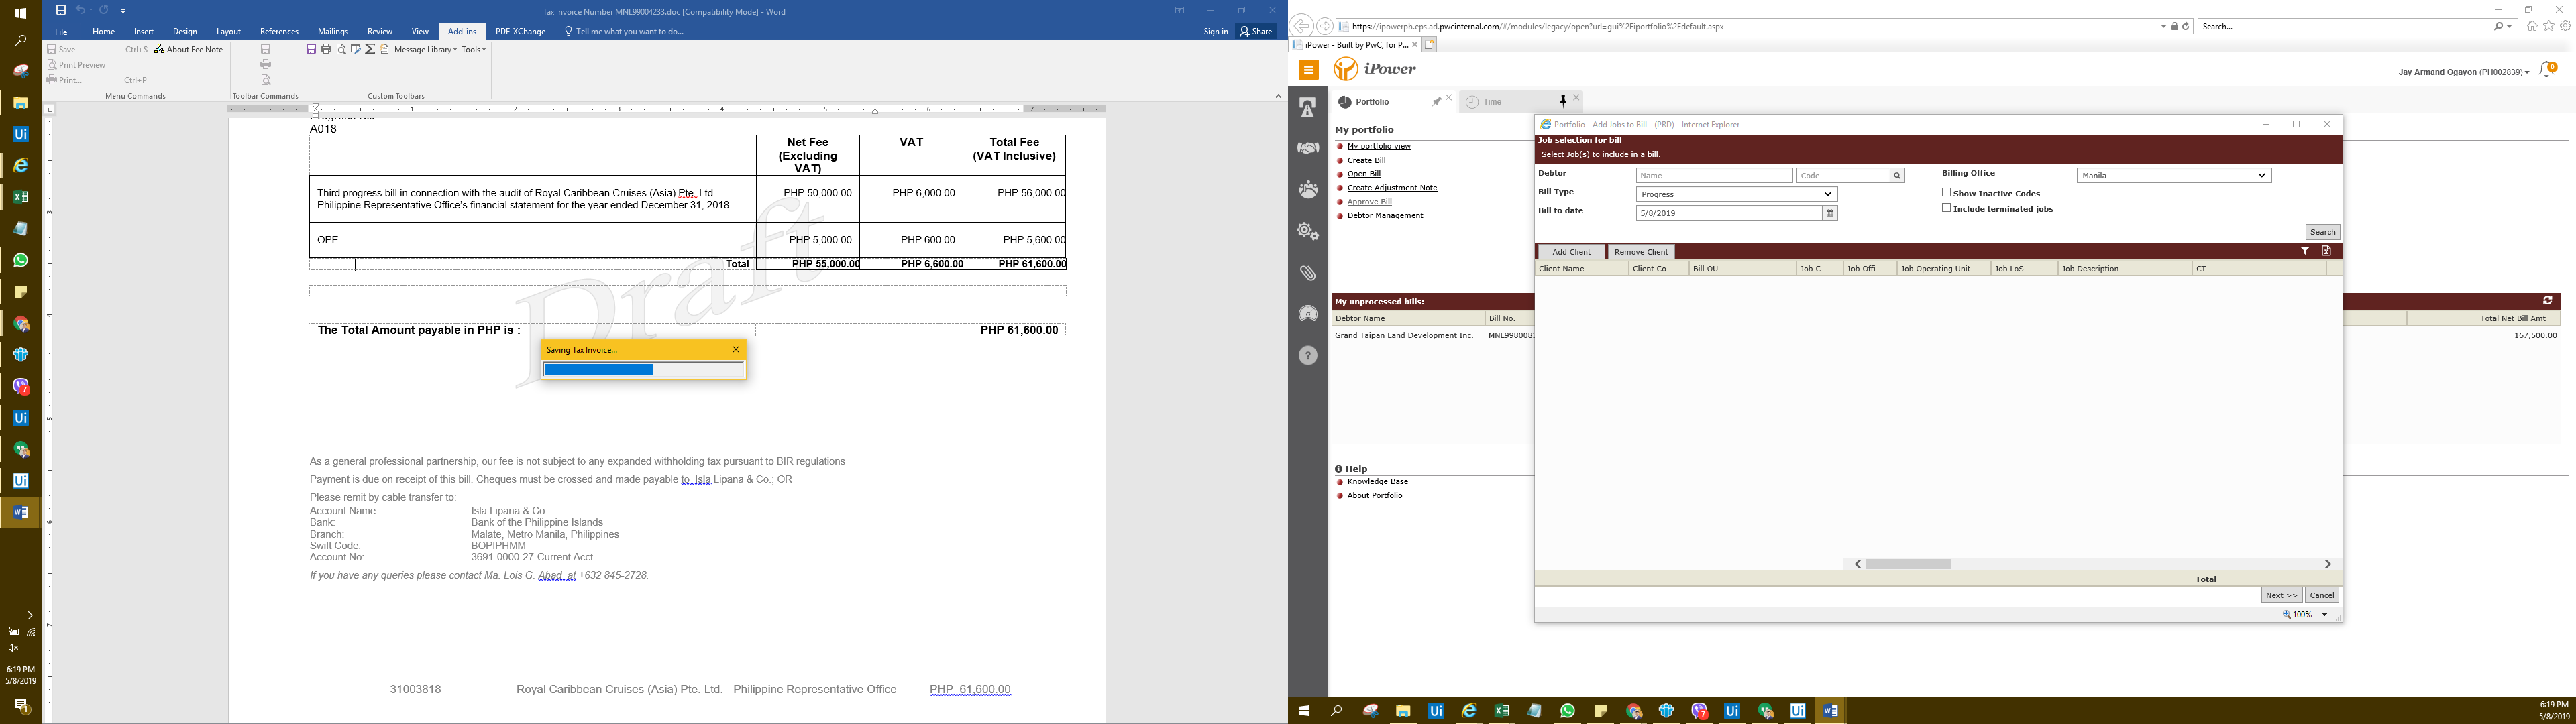 Tax Invoice Number MNL99004233.doc [Compatibility Mode] - Word
File Home Insert Design Layout References Mailings Review View Add-ins PDF-XChange Tell me what you want to do... Sign in Share
Save Ctrl+S About Fee Note Message Library Tools
Print Preview
Print... Ctrl+P
Menu Commands Toolbar Commands Custom Toolbars
1 2 3 4 5 6 7
A018
Net Fee (Excluding VAT) VAT Total Fee (VAT Inclusive)
Third progress bill in connection with the audit of Royal Caribbean Cruises (Asia) Pte. Ltd. – PHP 50,000.00 PHP 6,000.00 PHP 56,000.00
Philippine Representative Office's financial statement for the year ended December 31, 2018.
OPE PHP 5,000.00 PHP 600.00 PHP 5,600.00
Total PHP 55,000.00 PHP 6,600.00 PHP 61,600.00
Draft
The Total Amount payable in PHP is : PHP 61,600.00
Saving Tax Invoice...
As a general professional partnership, our fee is not subject to any expanded withholding tax pursuant to BIR regulations
Payment is due on receipt of this bill. Cheques must be crossed and made payable to Isla Lipana & Co.; OR
Please remit by cable transfer to:
Account Name: Isla Lipana & Co.
Bank: Bank of the Philippine Islands
Branch: Malate, Metro Manila, Philippines
Swift Code: BOPIPHMM
Account No: 3691-0000-27-Current Acct
If you have any queries please contact Ma. Lois G. Abad at +632 845-2728.
31003818 Royal Caribbean Cruises (Asia) Pte. Ltd. - Philippine Representative Office PHP 61,600.00
6:19 PM
5/8/2019
https://ipowerph.eps.ad.pwcinternal.com/#/modules/legacy/open?url=gui%2Fiportfolio%2Fdefault.aspx Search...
iPower - Built by PwC, for P...
iPower Jay Armand Ogayon (PH002839) 0
Portfolio Time
My portfolio
My portfolio view
Create Bill
Open Bill
Create Adjustment Note
Approve Bill
Debtor Management
My unprocessed bills:
Debtor Name Bill No. Total Net Bill Amt
Grand Taipan Land Development Inc. MNL9980083 167,500.00
Help
Knowledge Base
About Portfolio
Portfolio - Add Jobs to Bill - (PRD) - Internet Explorer
Job selection for bill
Select Job(s) to include in a bill.
Debtor Name Code Billing Office Manila
Bill Type Progress Show Inactive Codes
Bill to date 5/8/2019 Include terminated jobs
Search
Add Client Remove Client
Client Name Client Co... Bill OU Job C... Job Offi... Job Operating Unit Job LoS Job Description CT
Total
Next >> Cancel
100%
6:19 PM
5/8/2019